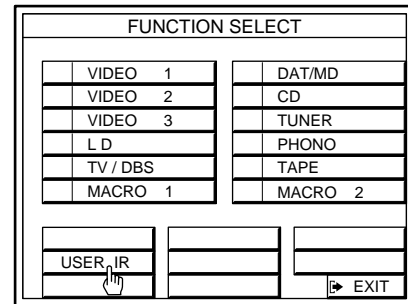 FUNCTION SELECT
VIDEO 1
VIDEO 2
VIDEO 3
L D
TV / DBS
MACRO 1
DAT/MD
CD
TUNER
PHONO
TAPE
MACRO 2
USER IR
EXIT